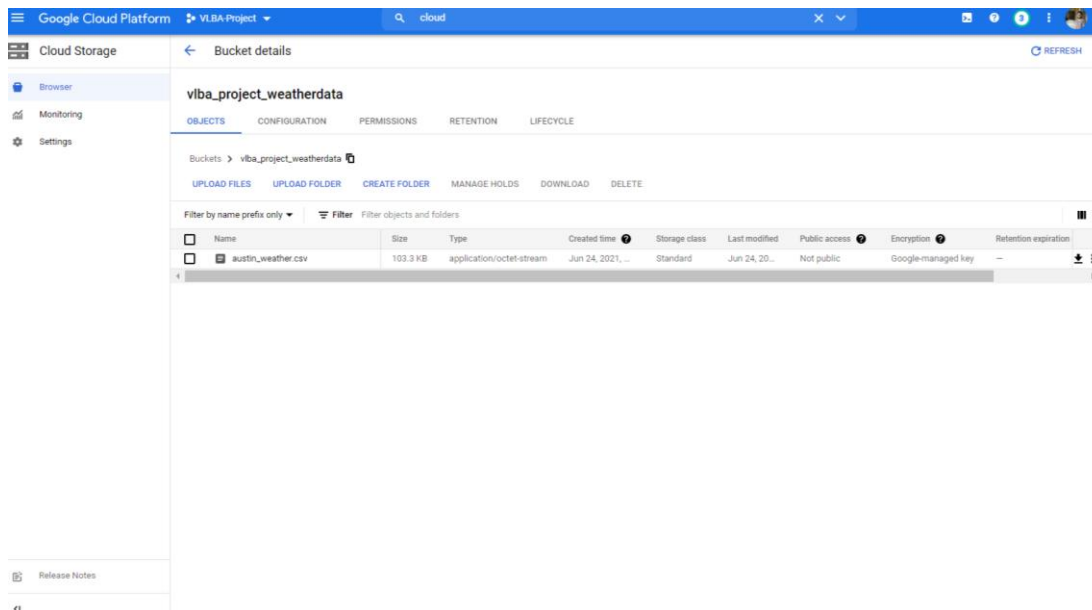 Google Cloud Platform VLBA-Project cloud 3
Cloud Storage Bucket details REFRESH
Browser
Monitoring
Settings
vlba_project_weatherdata
OBJECTS CONFIGURATION PERMISSIONS RETENTION LIFECYCLE
Buckets > vlba_project_weatherdata
UPLOAD FILES UPLOAD FOLDER CREATE FOLDER MANAGE HOLDS DOWNLOAD DELETE
Filter by name prefix only Filter Filter objects and folders
Name Size Type Created time Storage class Last modified Public access Encryption Retention expiration
austin_weather.csv 103.3 KB application/octet-stream Jun 24, 2021, ... Standard Jun 24, 20... Not public Google-managed key —
Release Notes